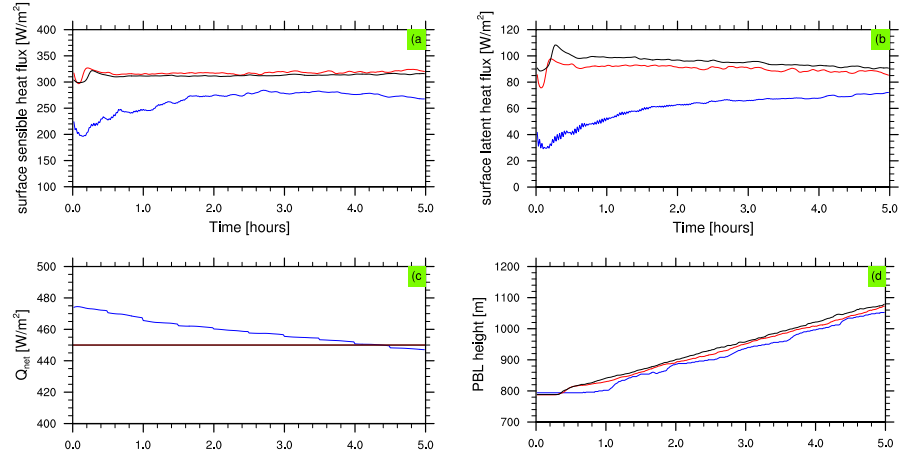 (a
surface sensible heat flux [W/m²]
400
350
300
250
200
150
100
0.0 1.0 2.0 3.0 4.0 5.0
Time [hours]
(b
surface latent heat flux [W/m²]
120
100
80
60
40
20
0
0.0 1.0 2.0 3.0 4.0 5.0
Time [hours]
(c
Qnet [W/m²]
500
480
460
440
420
400
0.0 1.0 2.0 3.0 4.0 5.0
(d
PBL height [m]
1200
1100
1000
900
800
700
0.0 1.0 2.0 3.0 4.0 5.0